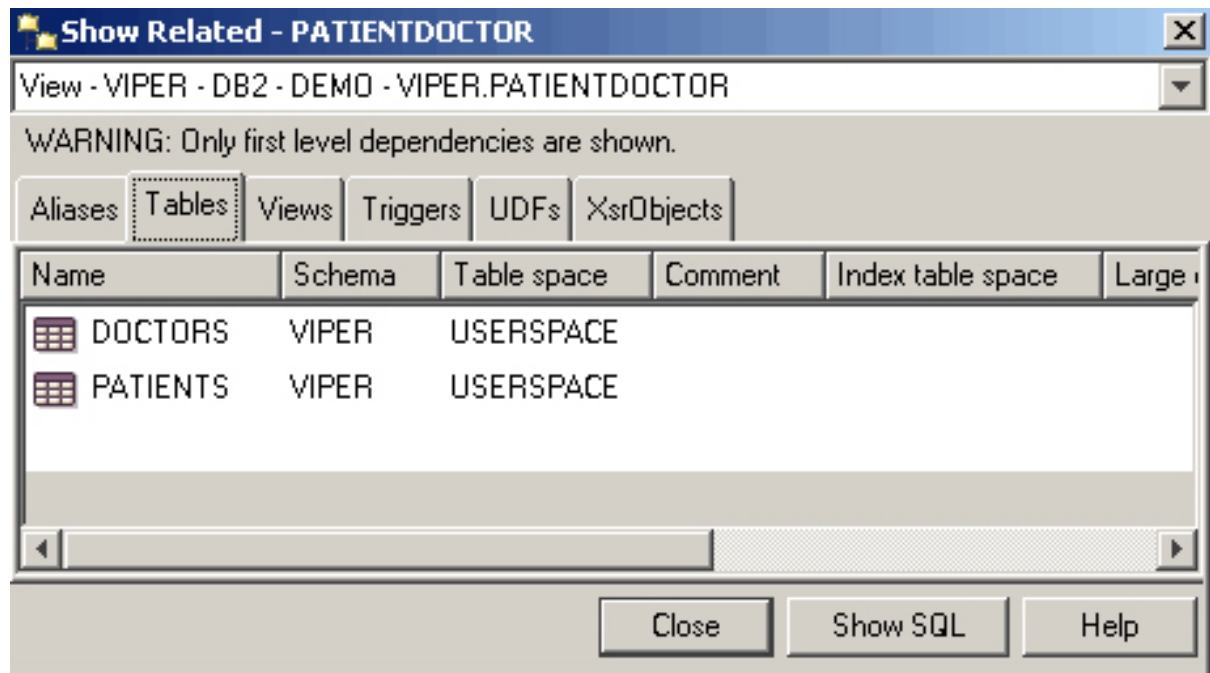 Show Related - PATIENTDOCTOR
View - VIPER - DB2 - DEMO - VIPER.PATIENTDOCTOR
WARNING: Only first level dependencies are shown.
Aliases Tables Views Triggers UDFs XsrObjects
Name Schema Table space Comment Index table space Large
DOCTORS VIPER USERSPACE
PATIENTS VIPER USERSPACE
Close Show SQL Help